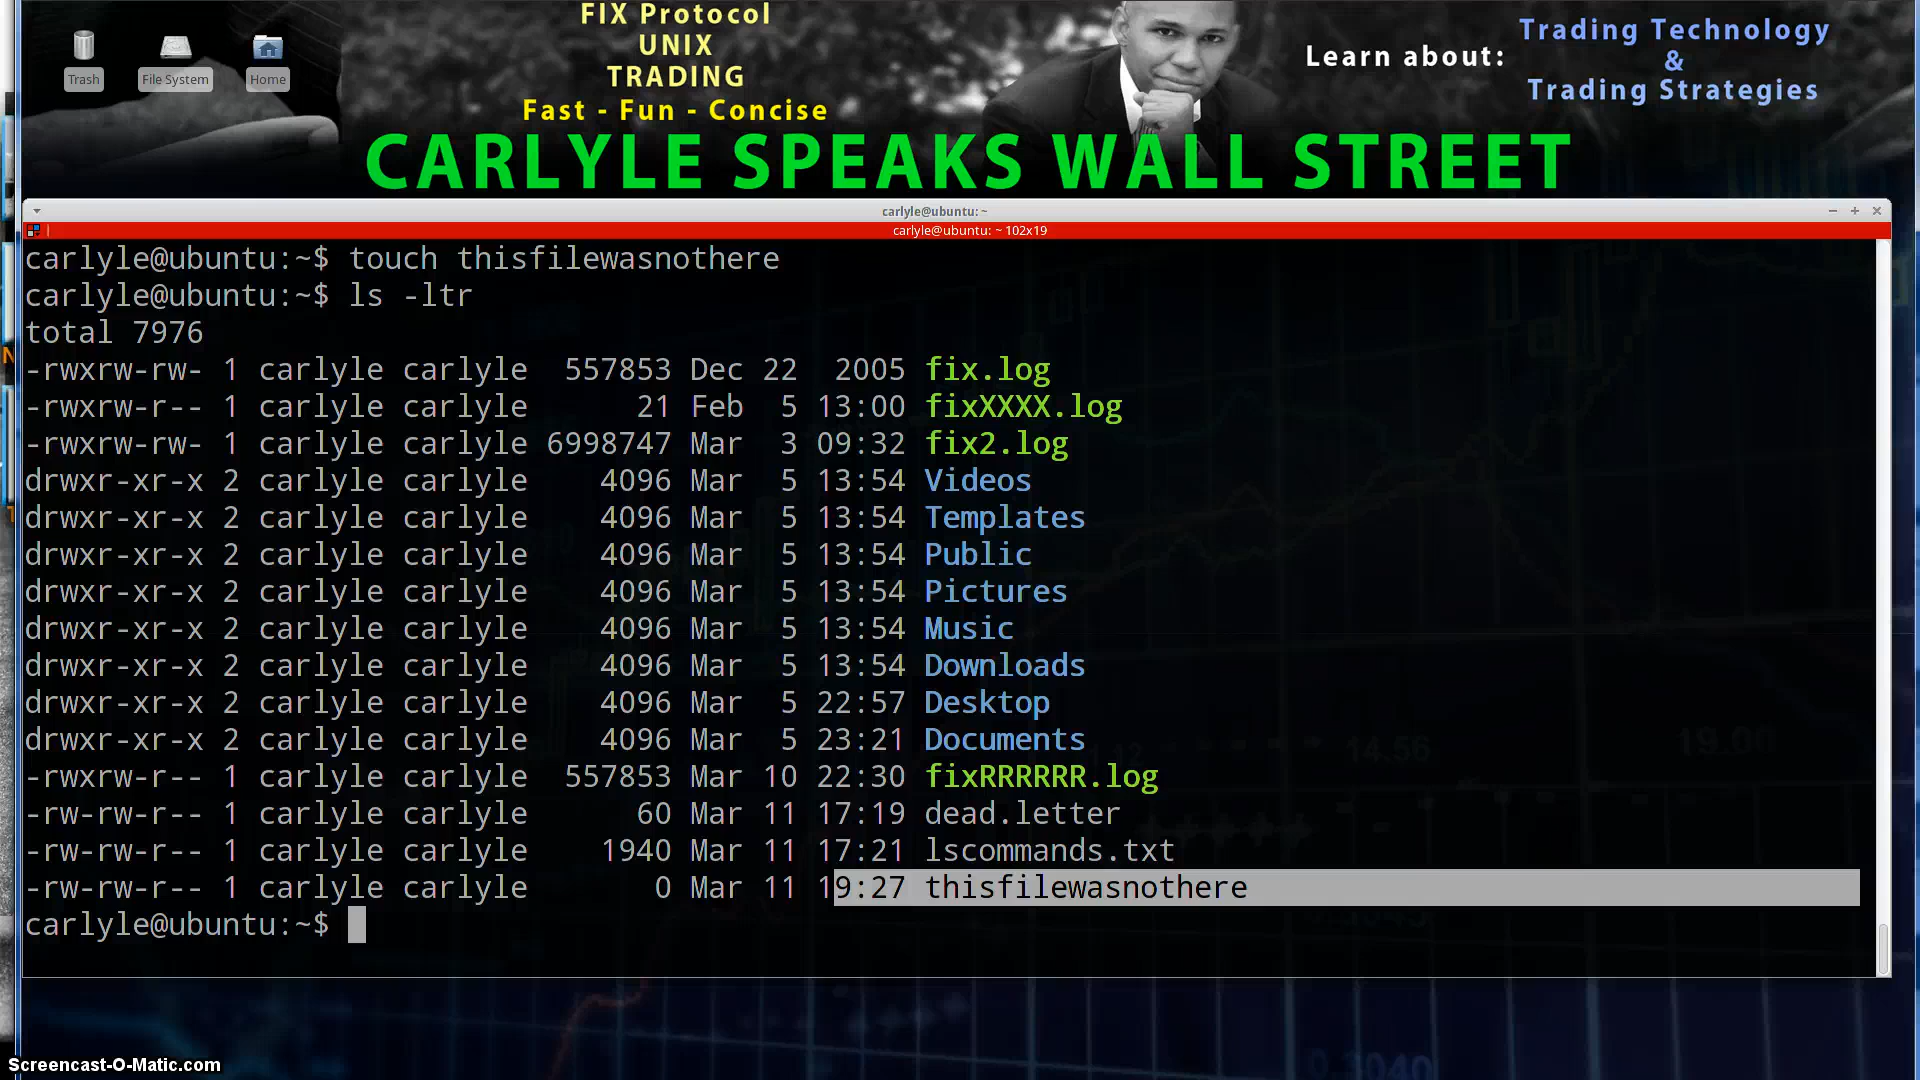 FIX Protocol
UNIX
TRADING
Fast - Fun - Concise
Learn about:
Trading Technology
&
Trading Strategies
Trash
File System
Home
CARLYLE SPEAKS WALL STREET
carlyle@ubuntu: ~
carlyle@ubuntu: ~ 102x19
carlyle@ubuntu:~$ touch thisfilewasnothere
carlyle@ubuntu:~$ ls -ltr
total 7976
-rwxrw-rw- 1 carlyle carlyle 557853 Dec 22 2005 fix.log
-rwxrw-r-- 1 carlyle carlyle 21 Feb 5 13:00 fixXXXX.log
-rwxrw-rw- 1 carlyle carlyle 6998747 Mar 3 09:32 fix2.log
drwxr-xr-x 2 carlyle carlyle 4096 Mar 5 13:54 Videos
drwxr-xr-x 2 carlyle carlyle 4096 Mar 5 13:54 Templates
drwxr-xr-x 2 carlyle carlyle 4096 Mar 5 13:54 Public
drwxr-xr-x 2 carlyle carlyle 4096 Mar 5 13:54 Pictures
drwxr-xr-x 2 carlyle carlyle 4096 Mar 5 13:54 Music
drwxr-xr-x 2 carlyle carlyle 4096 Mar 5 13:54 Downloads
drwxr-xr-x 2 carlyle carlyle 4096 Mar 5 22:57 Desktop
drwxr-xr-x 2 carlyle carlyle 4096 Mar 5 23:21 Documents
-rwxrw-r-- 1 carlyle carlyle 557853 Mar 10 22:30 fixRRRRRR.log
-rw-rw-r-- 1 carlyle carlyle 60 Mar 11 17:19 dead.letter
-rw-rw-r-- 1 carlyle carlyle 1940 Mar 11 17:21 lscommands.txt
-rw-rw-r-- 1 carlyle carlyle 0 Mar 11 19:27 thisfilewasnothere
carlyle@ubuntu:~$
Screencast-O-Matic.com